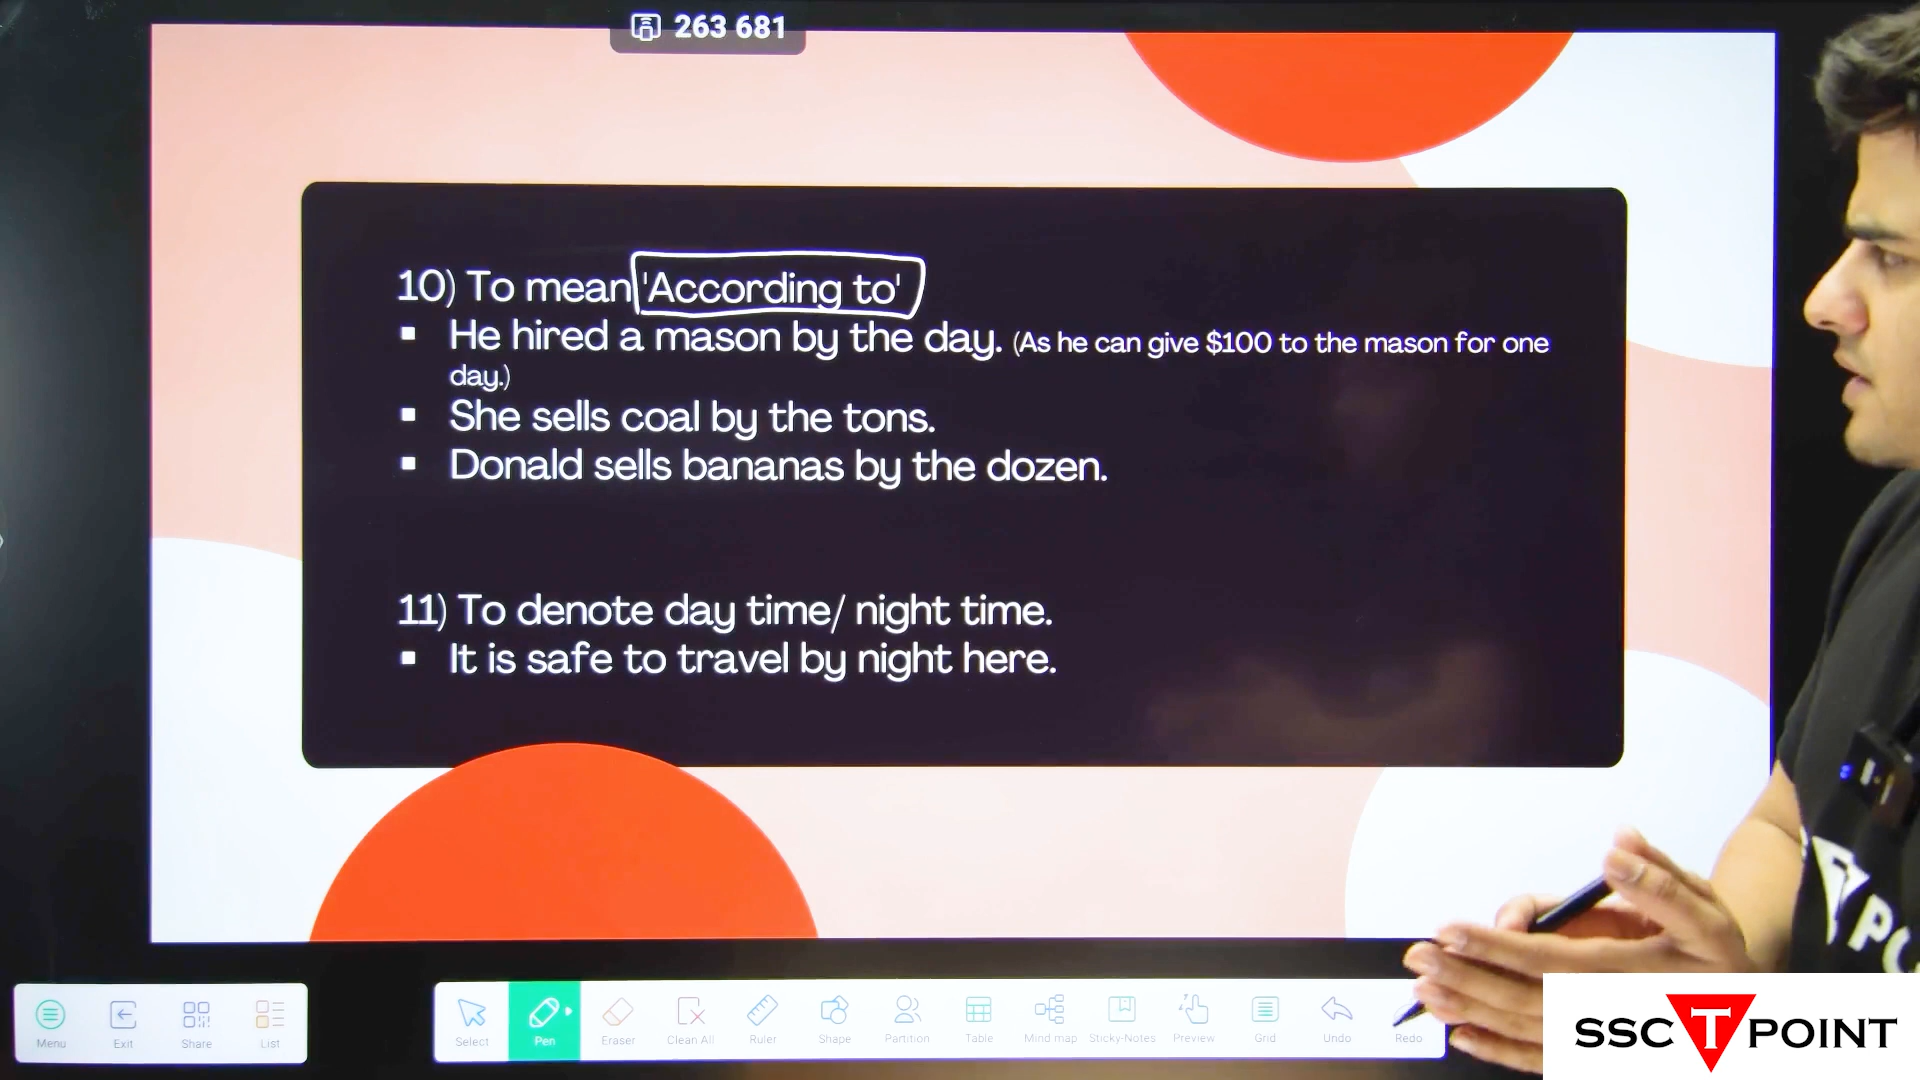 263 681
10) To mean 'According to'
▪ He hired a mason by the day. (As he can give $100 to the mason for one
day.)
▪ She sells coal by the tons.
▪ Donald sells bananas by the dozen.
11) To denote day time/ night time.
▪ It is safe to travel by night here.
Menu Exit Share List
Select Pen Eraser Clean All Ruler Shape Partition Table Mind map Sticky-Notes Preview Grid Undo Redo
SSC T POINT